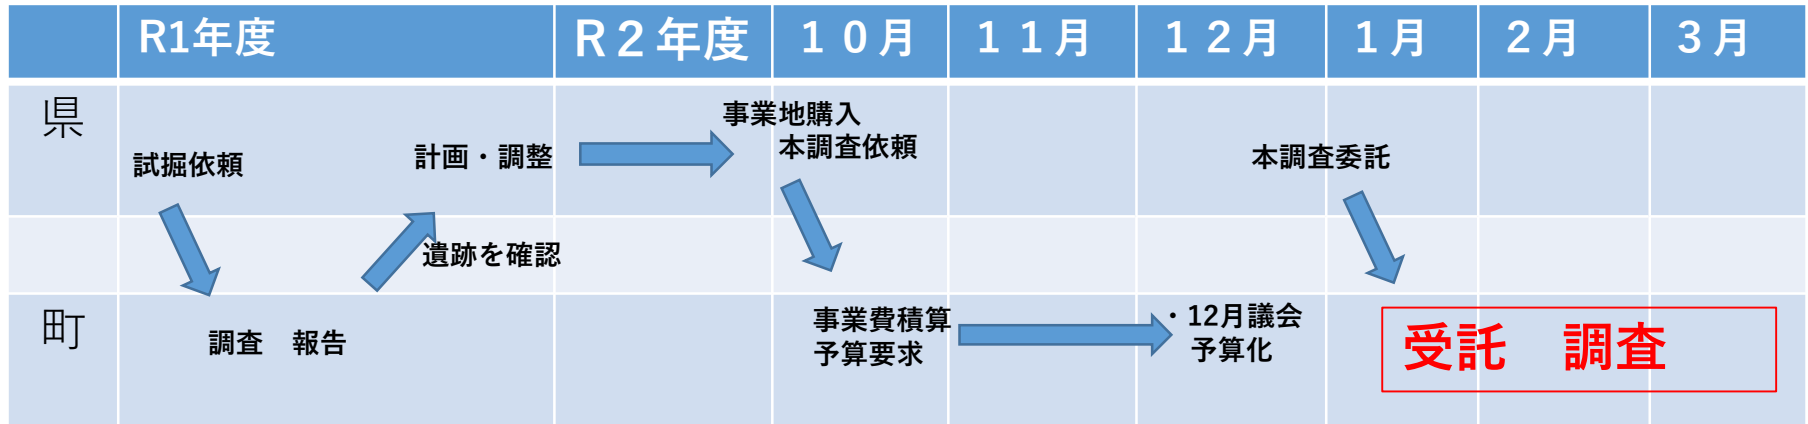 R1年度
R２年度
１０月
１１月
１２月
１月
２月
３月
県
試掘依頼
計画・調整
事業地購入
本調査依頼
本調査委託
遺跡を確認
町
調査　報告
事業費積算
予算要求
・12月議会
予算化
受託　調査